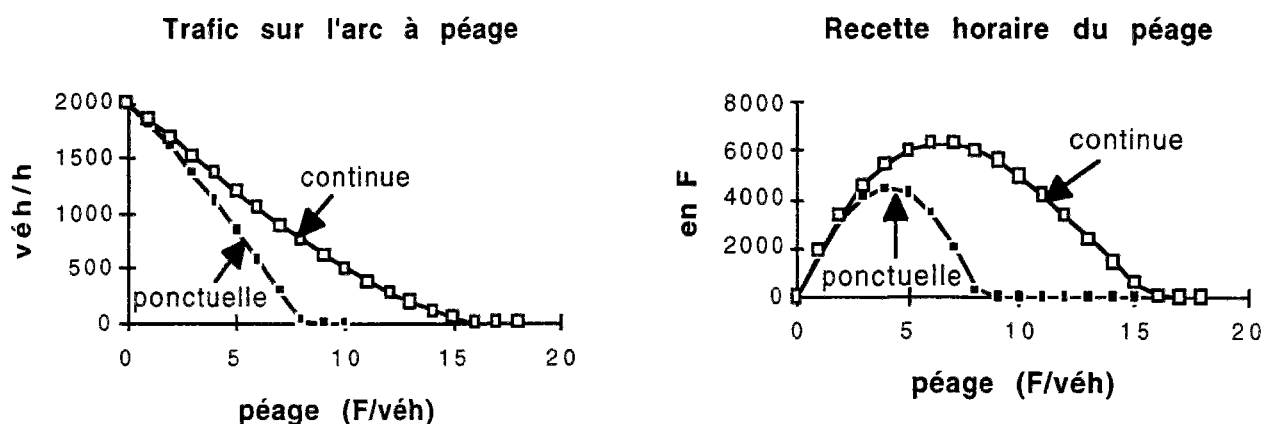 Trafic sur l'arc à péage
2000
1500
1000
500
0
véh/h
continue
ponctuelle
0 5 10 15 20
péage (F/véh)
Recette horaire du péage
8000
6000
4000
2000
0
en F
continue
ponctuelle
0 5 10 15 20
péage (F/véh)